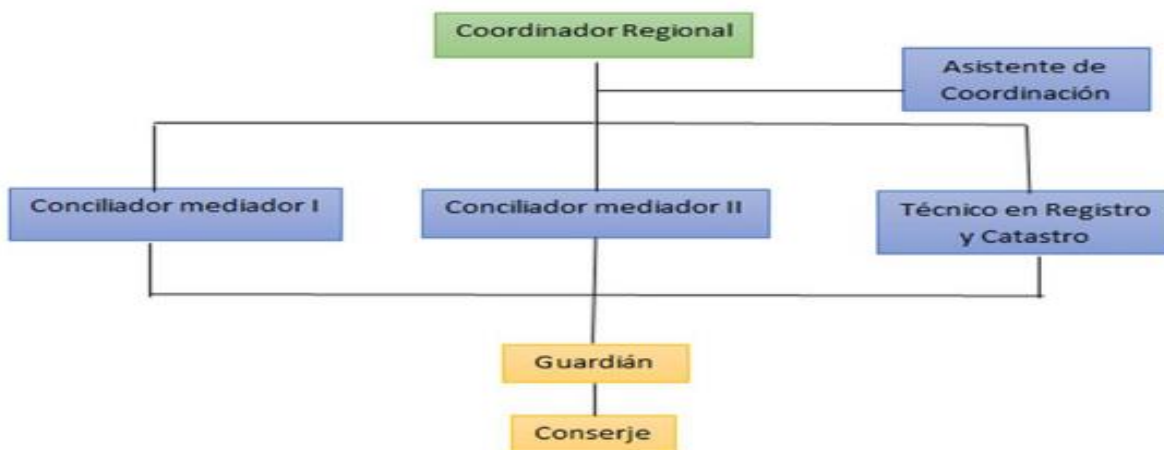 Coordinador Regional
Asistente de
Coordinación
Conciliador mediador I
Conciliador mediador II
Técnico en Registro
y Catastro
Guardián
Conserje